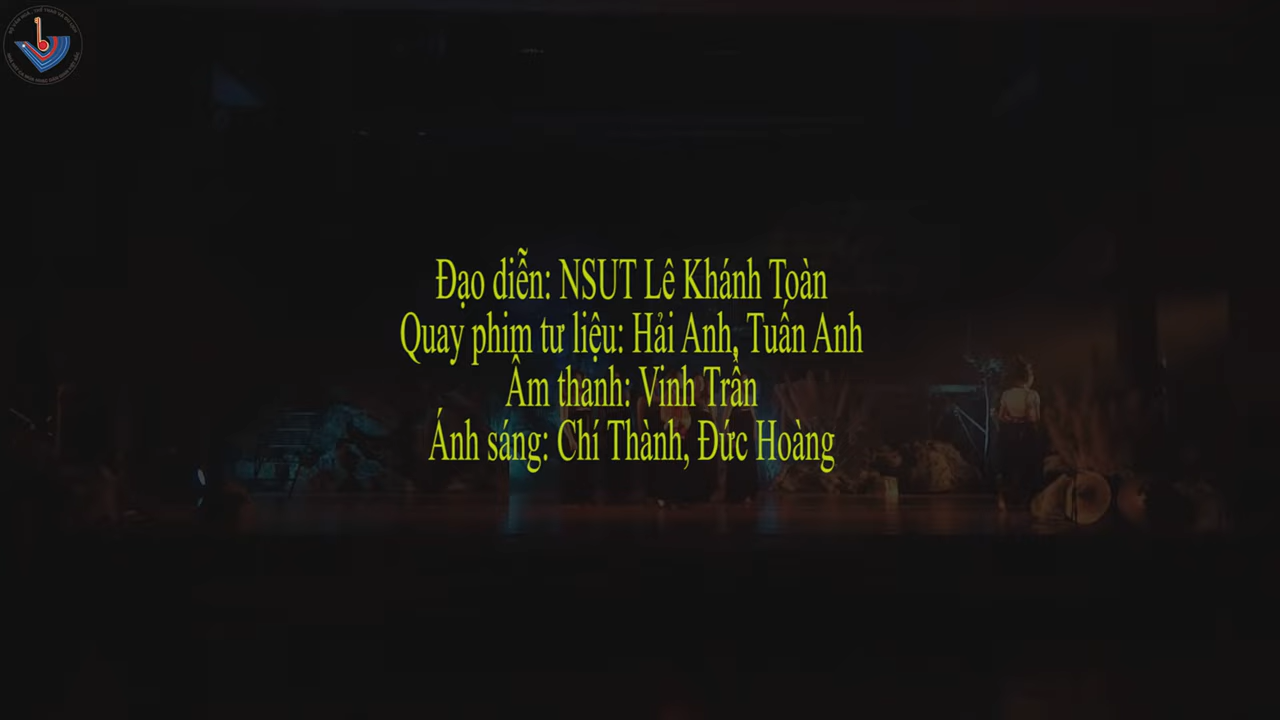 Đạo diễn: NSUT Lê Khánh Toàn
Quay phim tư liệu: Hải Anh, Tuấn Anh
Âm thanh: Vinh Trần
Ánh sáng: Chí Thành, Đức Hoàng